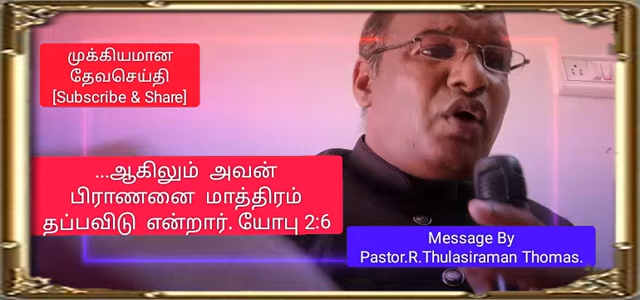 முக்கியமான
தேவசெய்தி
[Subscribe & Share]
...ஆகிலும் அவன்
பிராணனை மாத்திரம்
தப்பவிடு என்றார். யோபு 2:6
Message By
Pastor.R.Thulasiraman Thomas.